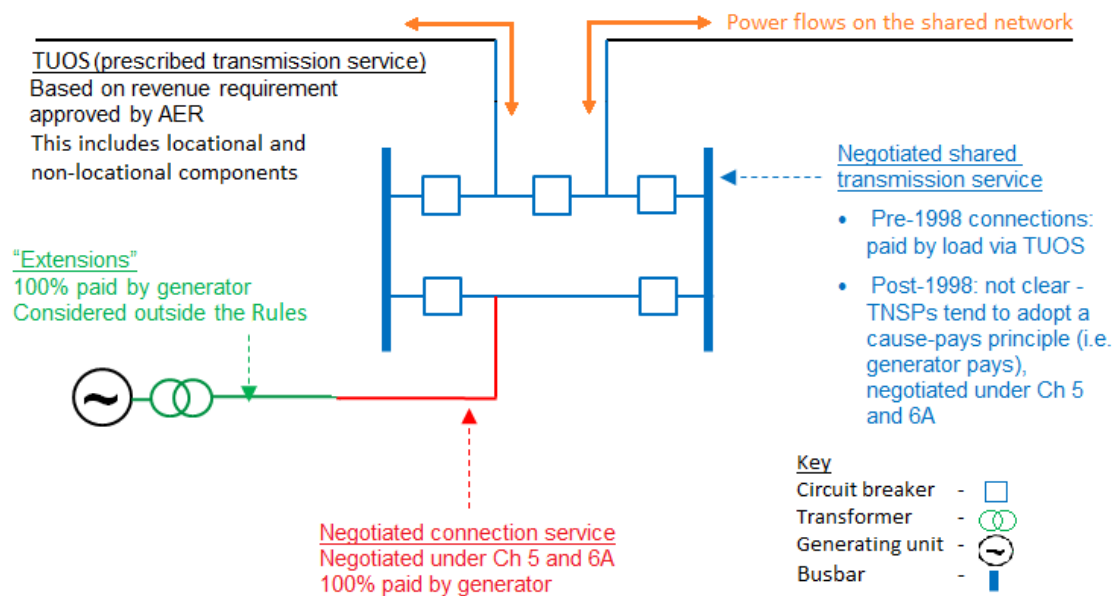 Power flows on the shared network
TUOS (prescribed transmission service)
Based on revenue requirement
approved by AER
This includes locational and
non-locational components
Negotiated shared
transmission service
• Pre-1998 connections:
paid by load via TUOS
• Post-1998: not clear -
TNSPs tend to adopt a
cause-pays principle (i.e.
generator pays),
negotiated under Ch 5
and 6A
"Extensions"
100% paid by generator
Considered outside the Rules
~
Negotiated connection service
Negotiated under Ch 5 and 6A
100% paid by generator
Key
Circuit breaker -
Transformer -
Generating unit - ~
Busbar -